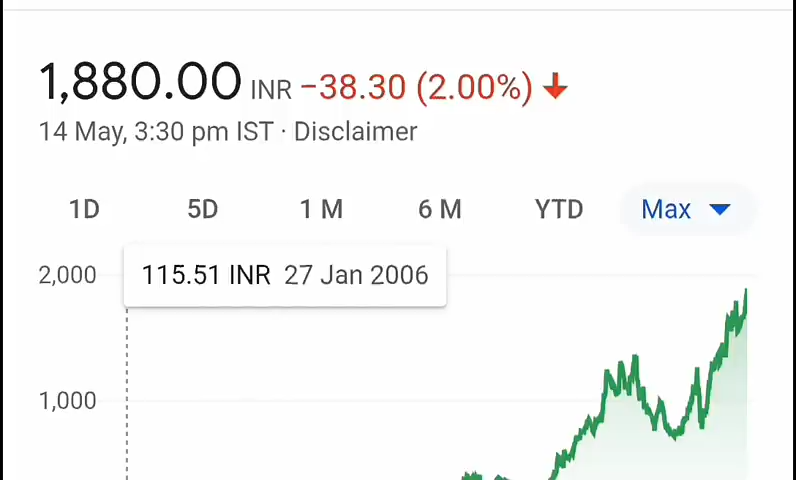 1,880.00 INR −38.30 (2.00%)
14 May, 3:30 pm IST · Disclaimer
1D 5D 1 M 6 M YTD Max
2,000
115.51 INR 27 Jan 2006
1,000